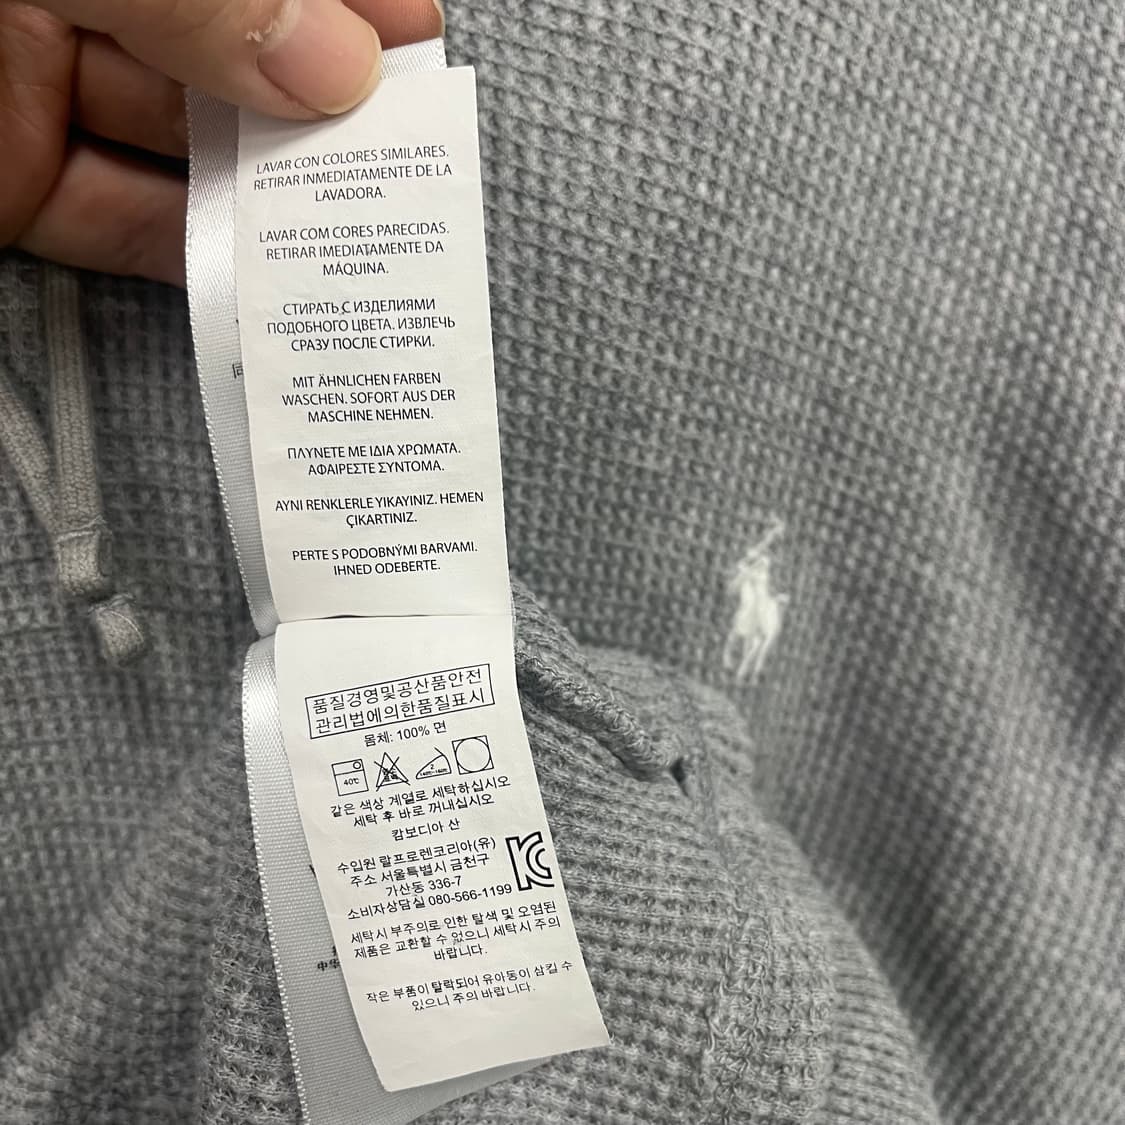 LAVAR CON COLORES SIMILARES.
RETIRAR INMEDIATAMENTE DE LA
LAVADORA.
LAVAR COM CORES PARECIDAS.
RETIRAR IMEDIATAMENTE DA
MÁQUINA.
СТИРАТЬ С ИЗДЕЛИЯМИ
ПОДОБНОГО ЦВЕТА. ИЗВЛЕЧЬ
СРАЗУ ПОСЛЕ СТИРКИ.
MIT ÄHNLICHEN FARBEN
WASCHEN. SOFORT AUS DER
MASCHINE NEHMEN.
ΠΛΥΝΕΤΕ ΜΕ ΙΔΙΑ ΧΡΩΜΑΤΑ.
ΑΦΑΙΡΕΣΤΕ ΣΥΝΤΟΜΑ.
AYNI RENKLERLE YIKAYINIZ. HEMEN
ÇIKARTINIZ.
PERTE S PODOBNÝMI BARVAMI.
IHNED ODEBERTE.
품질경영및공산품안전
관리법에의한품질표시
몸체: 100% 면
40℃
같은 색상 계열로 세탁하십시오
세탁 후 바로 꺼내십시오
캄보디아 산
수입원 랄프로렌코리아(유)
주소 서울특별시 금천구
가산동 336-7
소비자상담실 080-566-1199
세탁시 부주의로 인한 탈색 및 오염된
제품은 교환할 수 없으니 세탁시 주의
바랍니다.
작은 부품이 탈락되어 유아동이 삼킬 수
있으니 주의 바랍니다.